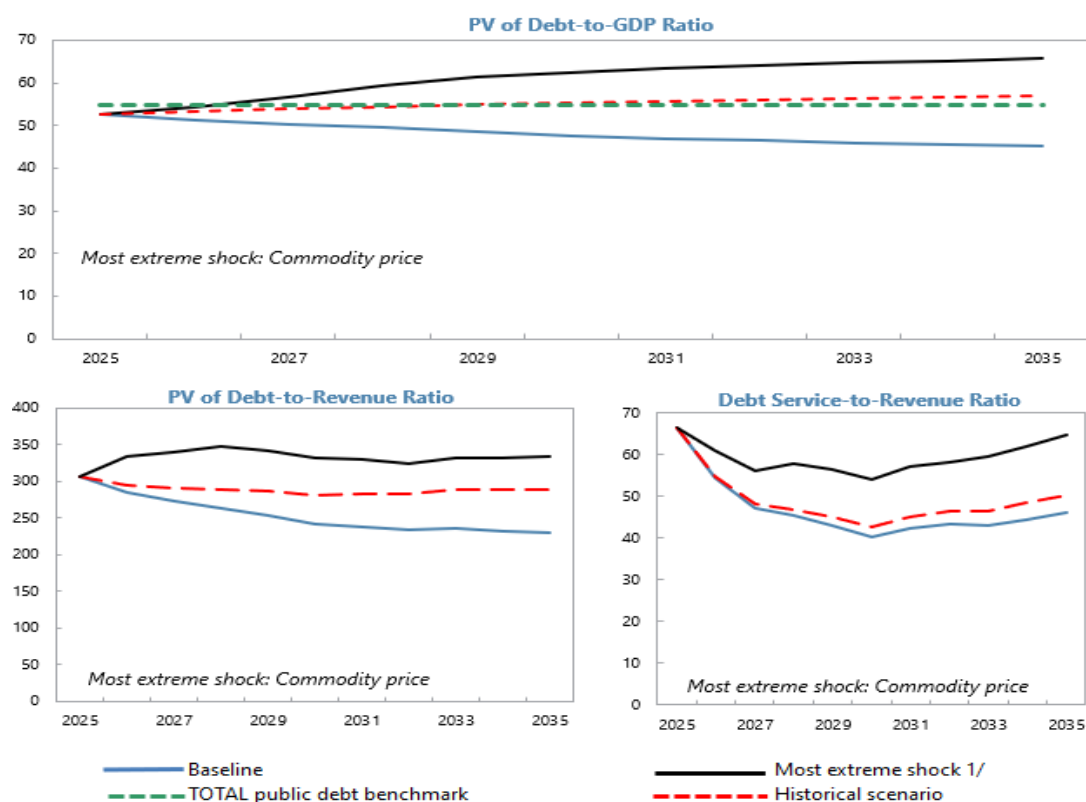 PV of Debt-to-GDP Ratio
70
60
50
40
30
20
10
0
Most extreme shock: Commodity price
2025 2027 2029 2031 2033 2035
PV of Debt-to-Revenue Ratio
400
350
300
250
200
150
100
50
0
Most extreme shock: Commodity price
2025 2027 2029 2031 2033 2035
Debt Service-to-Revenue Ratio
70
60
50
40
30
20
10
0
Most extreme shock: Commodity price
2025 2027 2029 2031 2033 2035
Baseline
Most extreme shock 1/
TOTAL public debt benchmark
Historical scenario